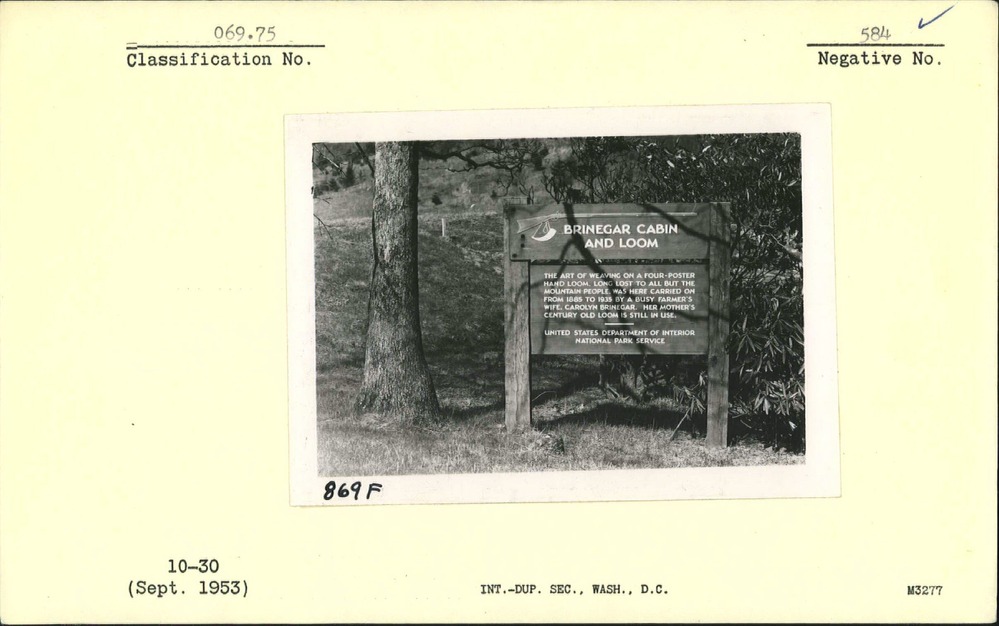 069.75
Classification No.
584
Negative No.
BRINEGAR CABIN
AND LOOM
THE ART OF WEAVING ON A FOUR-POSTER
HAND LOOM, LONG LOST TO ALL BUT THE
MOUNTAIN PEOPLE, WAS HERE CARRIED ON
FROM 1885 TO 1935 BY A BUSY FARMER'S
WIFE, CAROLYN BRINEGAR. HER MOTHER'S
CENTURY OLD LOOM IS STILL IN USE.
UNITED STATES DEPARTMENT OF INTERIOR
NATIONAL PARK SERVICE
869F
10-30
(Sept. 1953)
INT.-DUP. SEC., WASH., D.C.
M3277